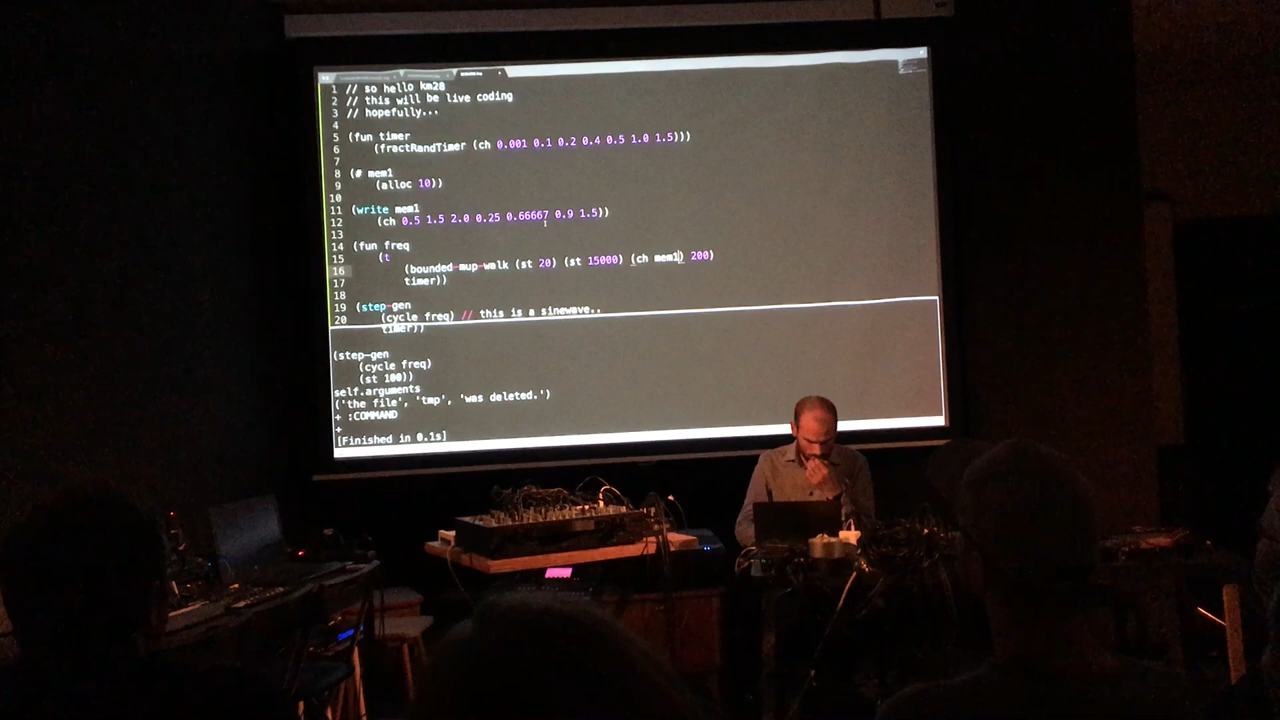 1 // so hello km28
2 // this will be live coding
3 // hopefully...
4
5 (fun timer
6 (fractRandTimer (ch 0.001 0.1 0.2 0.4 0.5 1.0 1.5)))
7
8 (# mem1
9 (alloc 10))
10
11 (write mem1
12 (ch 0.5 1.5 2.0 0.25 0.66667 0.9 1.5))
13
14 (fun freq
15 (t
16 (bounded-mup-walk (st 20) (st 15000) (ch mem1) 200)
17 timer))
18
19 (step-gen
20 (cycle freq) // this is a sinewave..
timer))
(step-gen
(cycle freq)
(st 100))
self.arguments
('the file', 'tmp', 'was deleted.')
+ :COMMAND
+
[Finished in 0.1s]